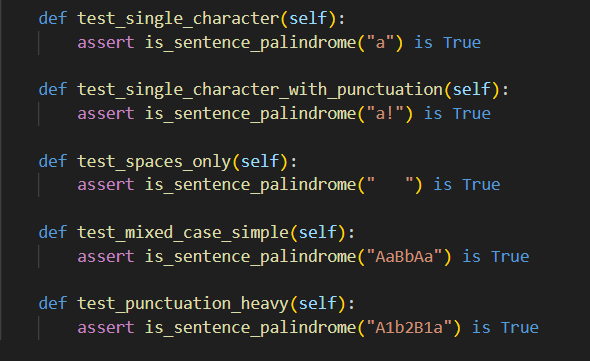 def test_single_character(self):
    assert is_sentence_palindrome("a") is True

def test_single_character_with_punctuation(self):
    assert is_sentence_palindrome("a!") is True

def test_spaces_only(self):
    assert is_sentence_palindrome("   ") is True

def test_mixed_case_simple(self):
    assert is_sentence_palindrome("AaBbAa") is True

def test_punctuation_heavy(self):
    assert is_sentence_palindrome("A1b2B1a") is True